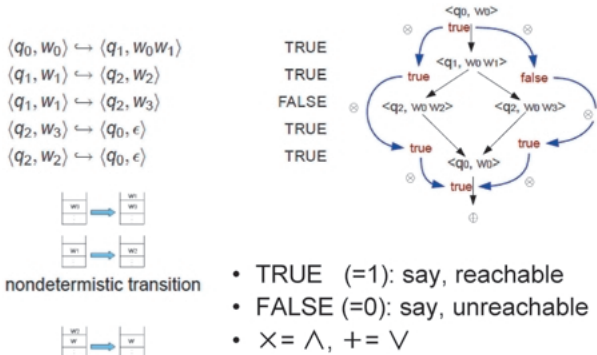 ⟨q₀, w₀⟩ ↪ ⟨q₁, w₀w₁⟩ TRUE
⟨q₁, w₁⟩ ↪ ⟨q₂, w₂⟩ TRUE
⟨q₁, w₁⟩ ↪ ⟨q₂, w₃⟩ FALSE
⟨q₂, w₃⟩ ↪ ⟨q₀, ϵ⟩ TRUE
⟨q₂, w₂⟩ ↪ ⟨q₀, ϵ⟩ TRUE
<q₀, w₀>
⊗ true ⊗
<q₁, w₀ w₁>
true false
<q₂, w₀ w₂> <q₂, w₀ w₃>
⊗ ⊗
true true
<q₀, w₀>
⊗ true ⊗
w₁
w₀ w₀
w₁ w₂
nondetermistic transition
w w
• TRUE (=1): say, reachable
• FALSE (=0): say, unreachable
• ×= ∧, += ∨